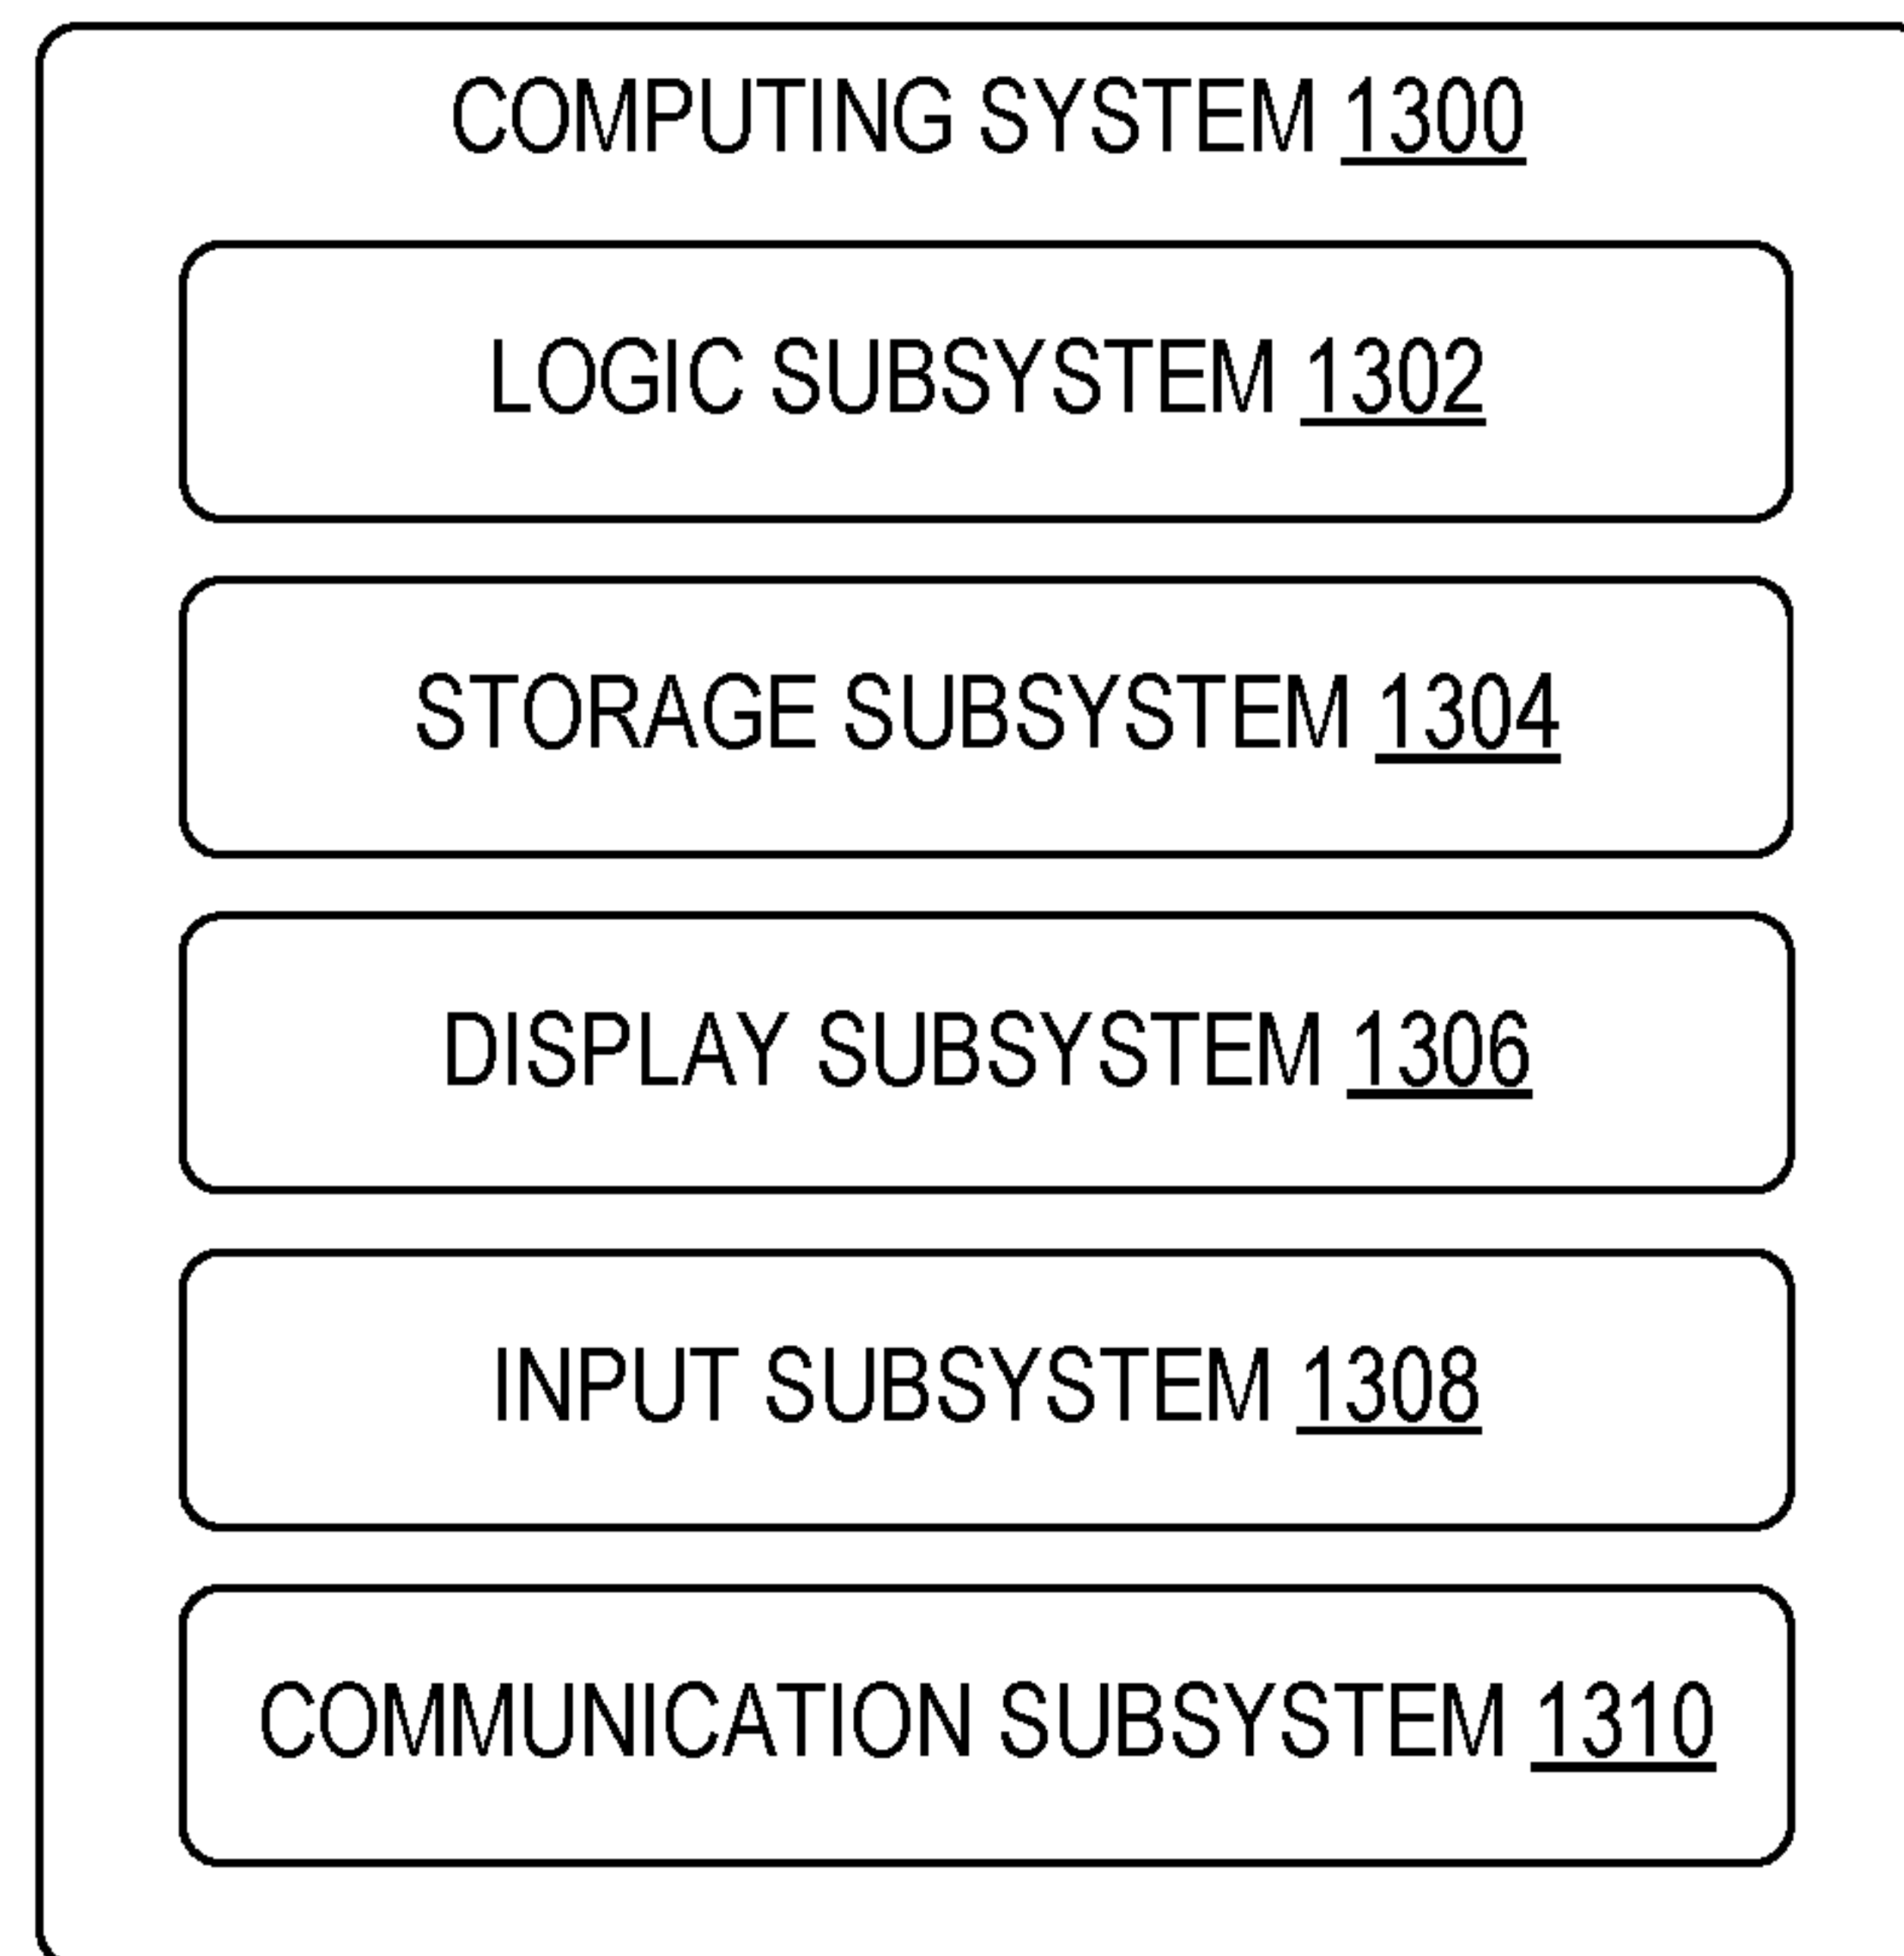 COMPUTING SYSTEM 1300
LOGIC SUBSYSTEM 1302
STORAGE SUBSYSTEM 1304
DISPLAY SUBSYSTEM 1306
INPUT SUBSYSTEM 1308
COMMUNICATION SUBSYSTEM 1310